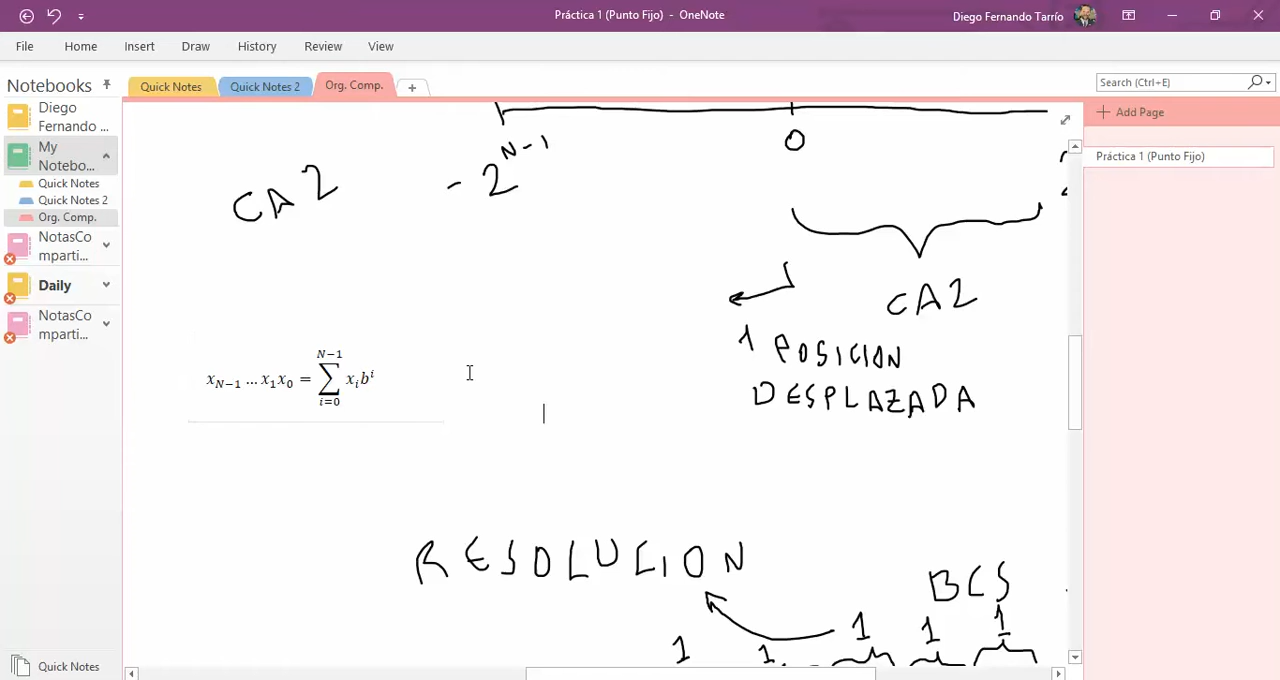 Práctica 1 (Punto Fijo) - OneNote
Diego Fernando Tarrío
File Home Insert Draw History Review View
Notebooks
Quick Notes
Quick Notes 2
Org. Comp.
Search (Ctrl+E)
Diego
Fernando ...
My
Notebo...
Quick Notes
Quick Notes 2
Org. Comp.
NotasCo
mparti...
Daily
NotasCo
mparti...
Quick Notes
Add Page
Práctica 1 (Punto Fijo)
0
CA2
- 2^{N-1}
CA2
1 POSICION
DESPLAZADA
x_{N-1} ... x_1x_0 = \sum_{i=0}^{N-1} x_i b^i
RESOLUCION
BCS
1 1 1
1 1